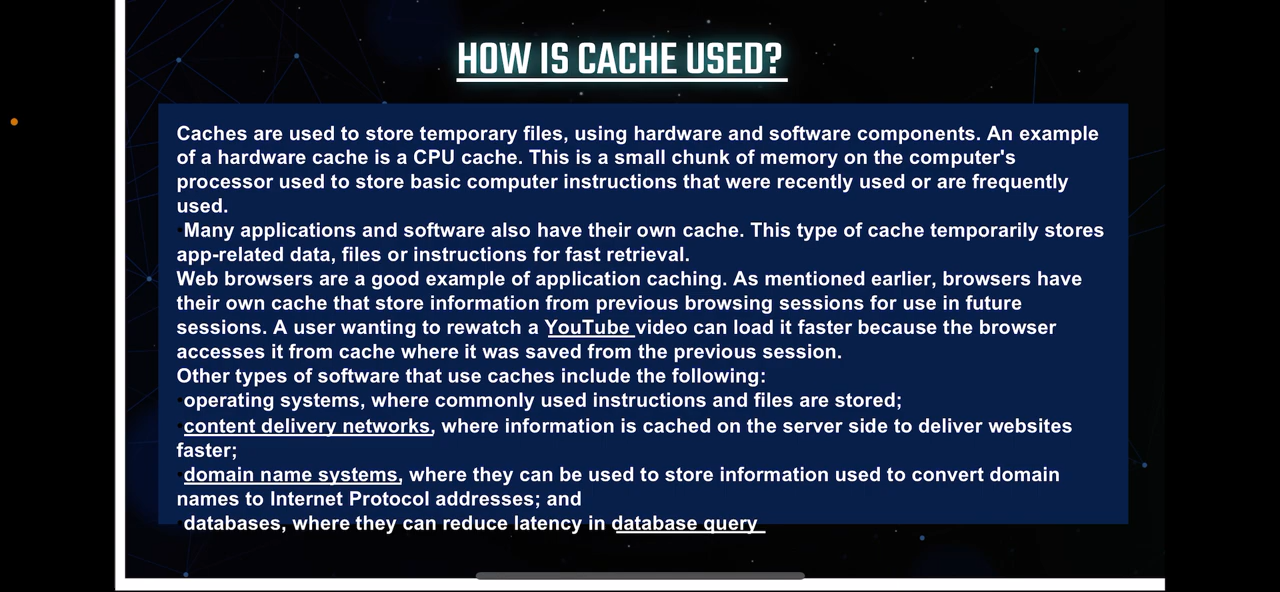 HOW IS CACHE USED?
Caches are used to store temporary files, using hardware and software components. An example
of a hardware cache is a CPU cache. This is a small chunk of memory on the computer's
processor used to store basic computer instructions that were recently used or are frequently
used.
•Many applications and software also have their own cache. This type of cache temporarily stores
app-related data, files or instructions for fast retrieval.
Web browsers are a good example of application caching. As mentioned earlier, browsers have
their own cache that store information from previous browsing sessions for use in future
sessions. A user wanting to rewatch a YouTube video can load it faster because the browser
accesses it from cache where it was saved from the previous session.
Other types of software that use caches include the following:
•operating systems, where commonly used instructions and files are stored;
•content delivery networks, where information is cached on the server side to deliver websites
faster;
•domain name systems, where they can be used to store information used to convert domain
names to Internet Protocol addresses; and
•databases, where they can reduce latency in database query